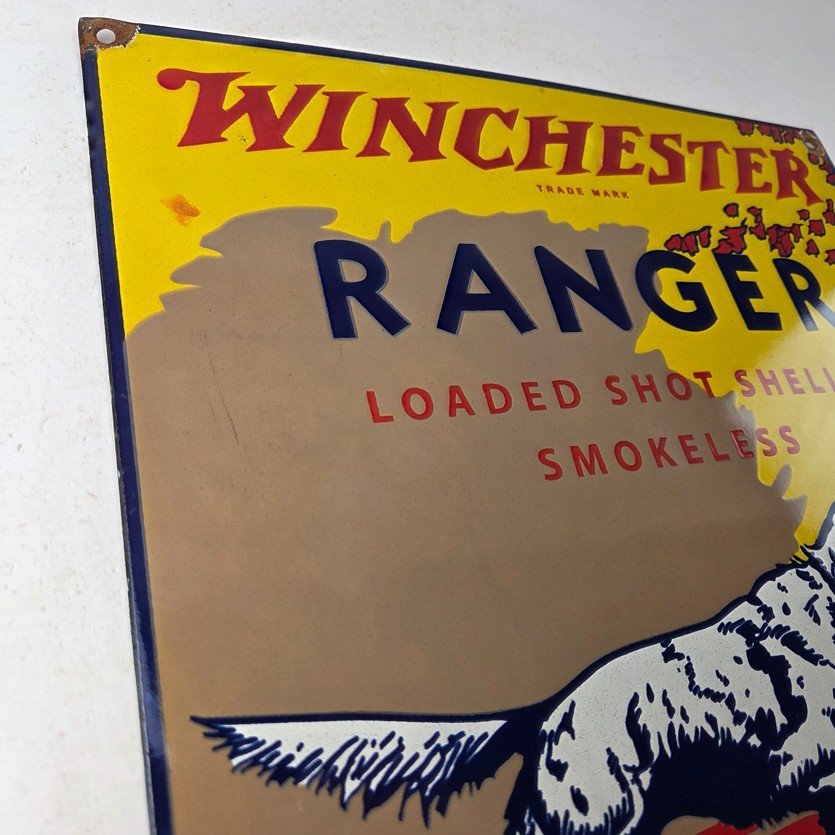 WINCHESTER
TRADE MARK
RANGER
LOADED SHOT SHELL
SMOKELESS